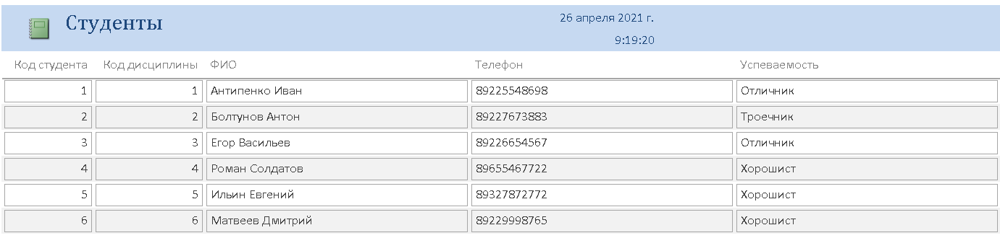 Студенты
26 апреля 2021 г.
9:19:20
Код студента Код дисциплины ФИО Телефон Успеваемость
1 1 Антипенко Иван 89225548698 Отличник
2 2 Болтунов Антон 89227673883 Троечник
3 3 Егор Васильев 89226654567 Отличник
4 4 Роман Солдатов 89655467722 Хорошист
5 5 Ильин Евгений 89327872772 Хорошист
6 6 Матвеев Дмитрий 89229998765 Хорошист